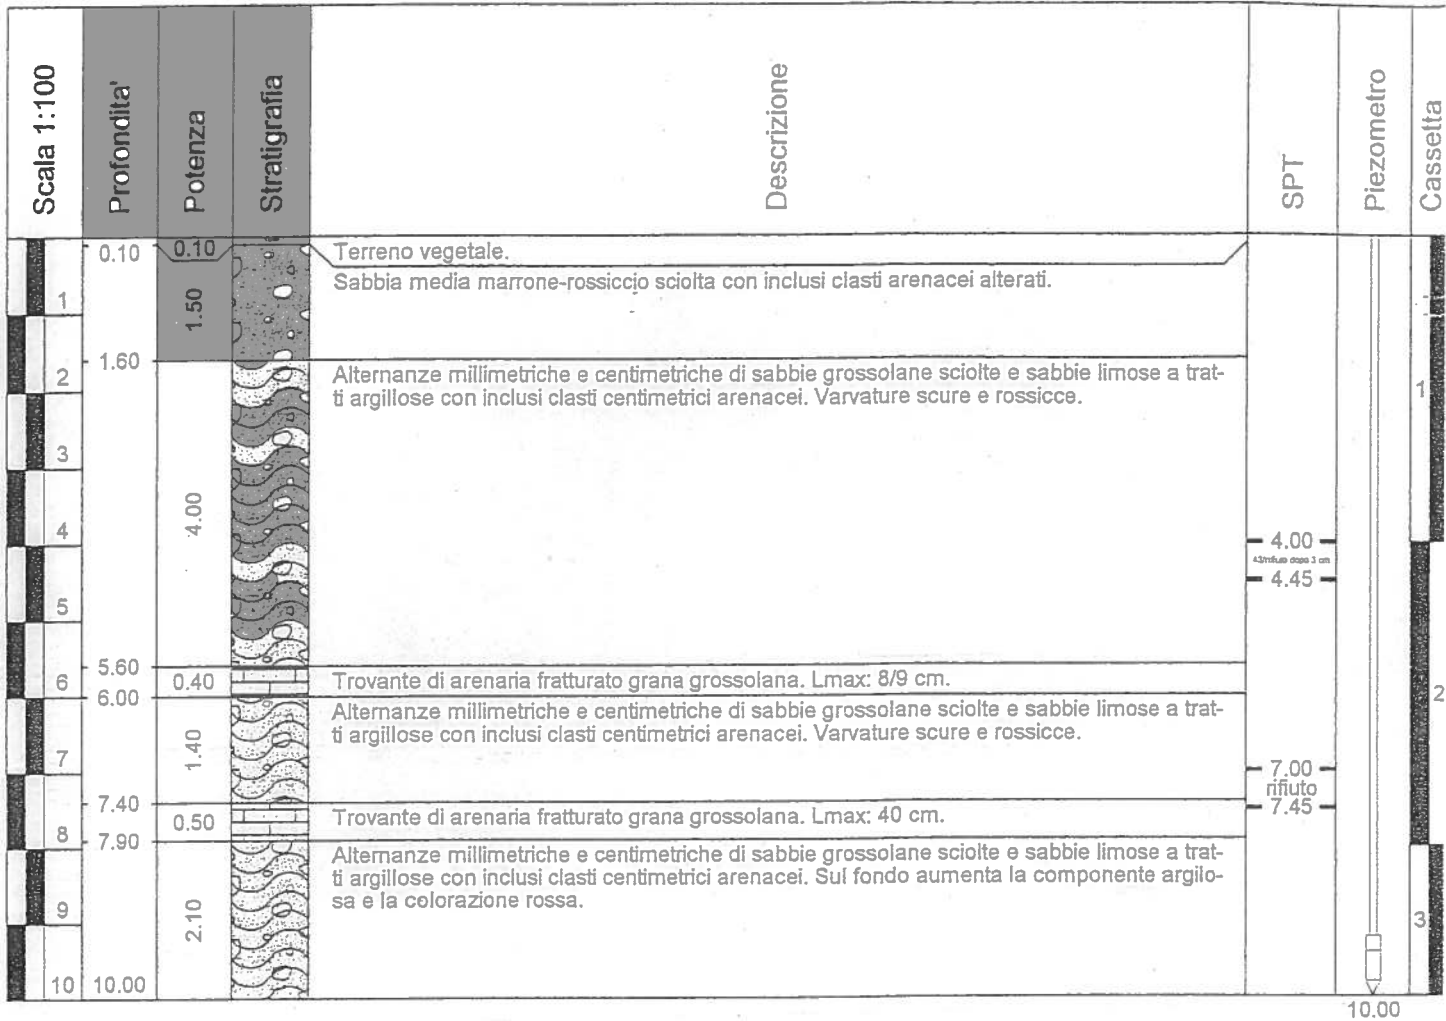 Scala 1:100
Profondita'
Potenza
Stratigrafia
Descrizione
SPT
Piezometro
Cassetta
0.10
0.10
Terreno vegetale.
Sabbia media marrone-rossiccio sciolta con inclusi clasti arenacei alterati.
1
1.50
1.60
2
Alternanze millimetriche e centimetriche di sabbie grossolane sciolte e sabbie limose a trat-
ti argillose con inclusi clasti centimetrici arenacei. Varvature scure e rossicce.
1
3
4.00
4
4.00
43/rifiuto dopo 3 cm
4.45
5
5.60
6
0.40
Trovante di arenaria fratturato grana grossolana. Lmax: 8/9 cm.
2
6.00
Alternanze millimetriche e centimetriche di sabbie grossolane sciolte e sabbie limose a trat-
ti argillose con inclusi clasti centimetrici arenacei. Varvature scure e rossicce.
1.40
7
7.00
rifiuto
7.45
7.40
0.50
Trovante di arenaria fratturato grana grossolana. Lmax: 40 cm.
8
7.90
Alternanze millimetriche e centimetriche di sabbie grossolane sciolte e sabbie limose a trat-
ti argillose con inclusi clasti centimetrici arenacei. Sul fondo aumenta la componente argilo-
sa e la colorazione rossa.
9
2.10
3
10
10.00
10.00